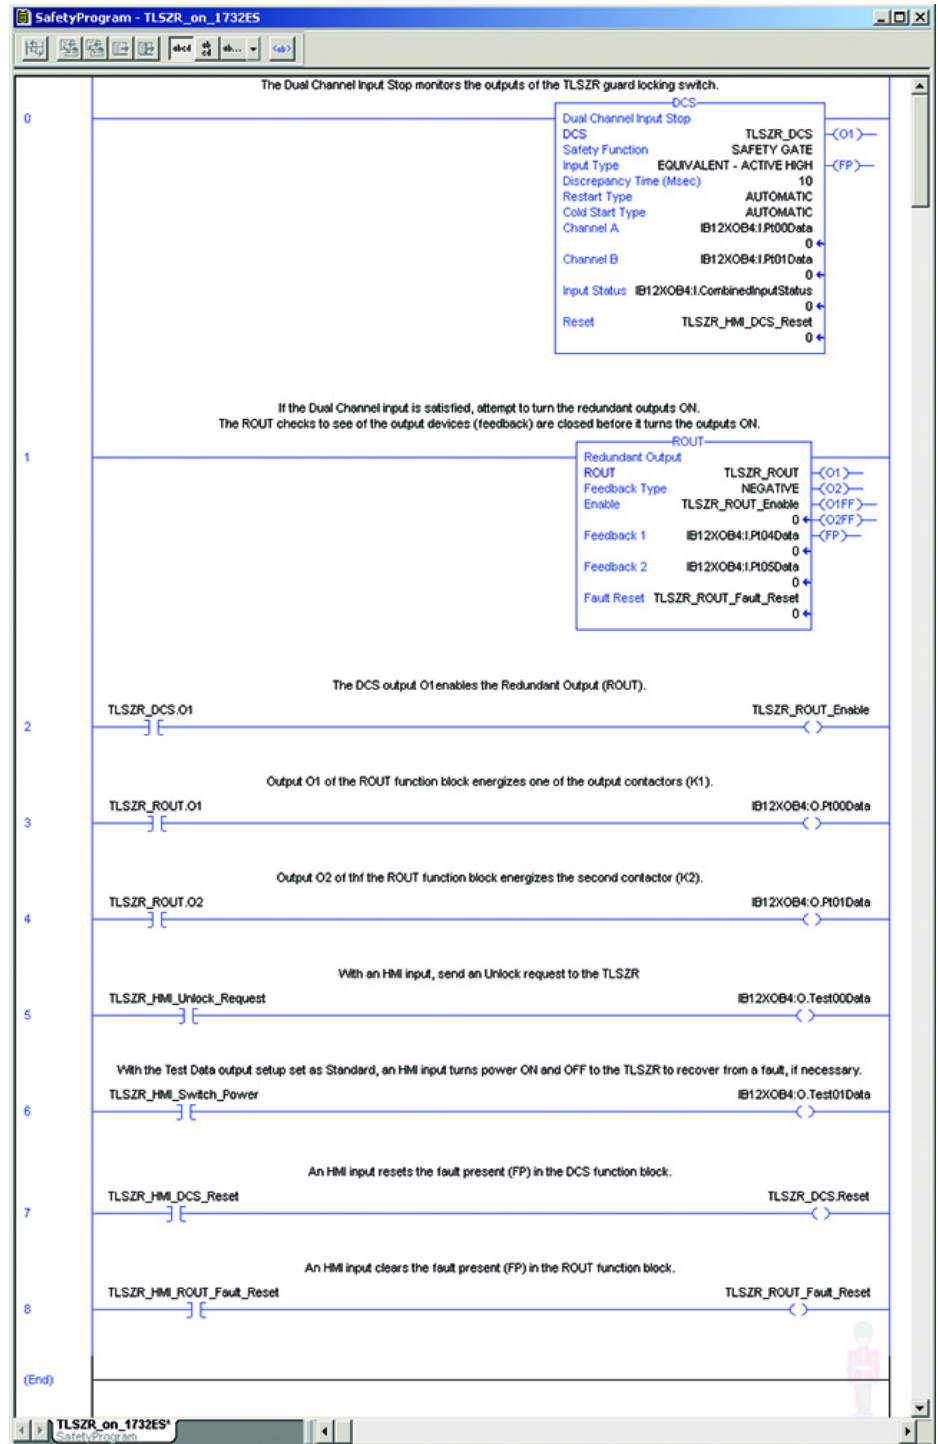 SafetyProgram - TLSZR_on_1732ES
abcd ab cd ab... <ab>
The Dual Channel Input Stop monitors the outputs of the TLSZR guard locking switch.
0
DCS
Dual Channel Input Stop
DCS TLSZR_DCS (O1)
Safety Function SAFETY GATE
Input Type EQUIVALENT - ACTIVE HIGH (FP)
Discrepancy Time (Msec) 10
Restart Type AUTOMATIC
Cold Start Type AUTOMATIC
Channel A IB12XOB4:I.Pt00Data
0
Channel B IB12XOB4:I.Pt01Data
0
Input Status IB12XOB4:I.CombinedInputStatus
0
Reset TLSZR_HMI_DCS_Reset
0
If the Dual Channel input is satisfied, attempt to turn the redundant outputs ON.
The ROUT checks to see of the output devices (feedback) are closed before it turns the outputs ON.
1
ROUT
Redundant Output
ROUT TLSZR_ROUT (O1)
Feedback Type NEGATIVE (O2)
Enable TLSZR_ROUT_Enable (O1FF)
0 (O2FF)
Feedback 1 IB12XOB4:I.Pt04Data (FP)
0
Feedback 2 IB12XOB4:I.Pt05Data
0
Fault Reset TLSZR_ROUT_Fault_Reset
0
The DCS output O1enables the Redundant Output (ROUT).
TLSZR_DCS.O1 TLSZR_ROUT_Enable
2
Output O1 of the ROUT function block energizes one of the output contactors (K1).
TLSZR_ROUT.O1 IB12XOB4:O.Pt00Data
3
Output O2 of thf the ROUT function block energizes the second contactor (K2).
TLSZR_ROUT.O2 IB12XOB4:O.Pt01Data
4
With an HMI input, send an Unlock request to the TLSZR
TLSZR_HMI_Unlock_Request IB12XOB4:O.Test00Data
5
With the Test Data output setup set as Standard, an HMI input turns power ON and OFF to the TLSZR to recover from a fault, if necessary.
TLSZR_HMI_Switch_Power IB12XOB4:O.Test01Data
6
An HMI input resets the fault present (FP) in the DCS function block.
TLSZR_HMI_DCS_Reset TLSZR_DCS.Reset
7
An HMI input clears the fault present (FP) in the ROUT function block.
TLSZR_HMI_ROUT_Fault_Reset TLSZR_ROUT_Fault_Reset
8
(End)
TLSZR_on_1732ES*
SafetyProgram